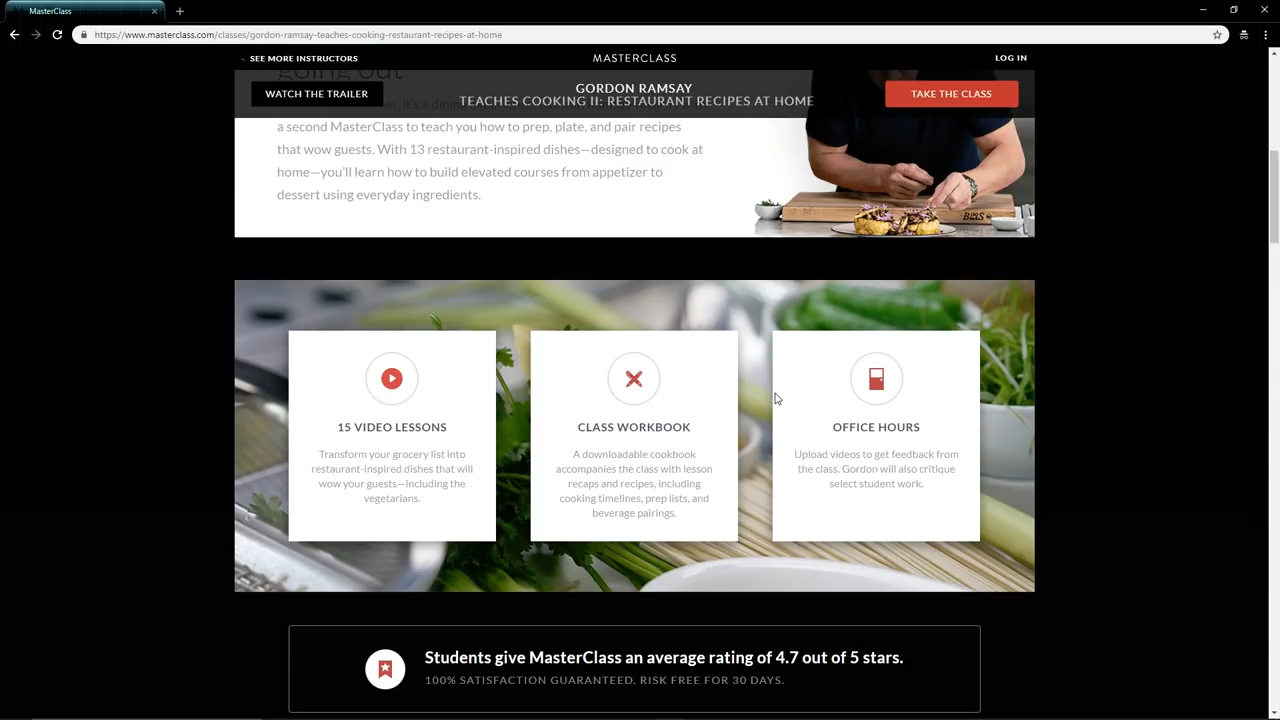 MasterClass
https://www.masterclass.com/classes/gordon-ramsay-teaches-cooking-restaurant-recipes-at-home
< SEE MORE INSTRUCTORS
MASTERCLASS
LOG IN
going out
WATCH THE TRAILER
GORDON RAMSAY
TEACHES COOKING II: RESTAURANT RECIPES AT HOME
TAKE THE CLASS
it's a
a second MasterClass to teach you how to prep, plate, and pair recipes
that wow guests. With 13 restaurant-inspired dishes—designed to cook at
home—you'll learn how to build elevated courses from appetizer to
dessert using everyday ingredients.
15 VIDEO LESSONS
Transform your grocery list into
restaurant-inspired dishes that will
wow your guests—including the
vegetarians.
CLASS WORKBOOK
A downloadable cookbook
accompanies the class with lesson
recaps and recipes, including
cooking timelines, prep lists, and
beverage pairings.
OFFICE HOURS
Upload videos to get feedback from
the class. Gordon will also critique
select student work.
Students give MasterClass an average rating of 4.7 out of 5 stars.
100% SATISFACTION GUARANTEED. RISK FREE FOR 30 DAYS.